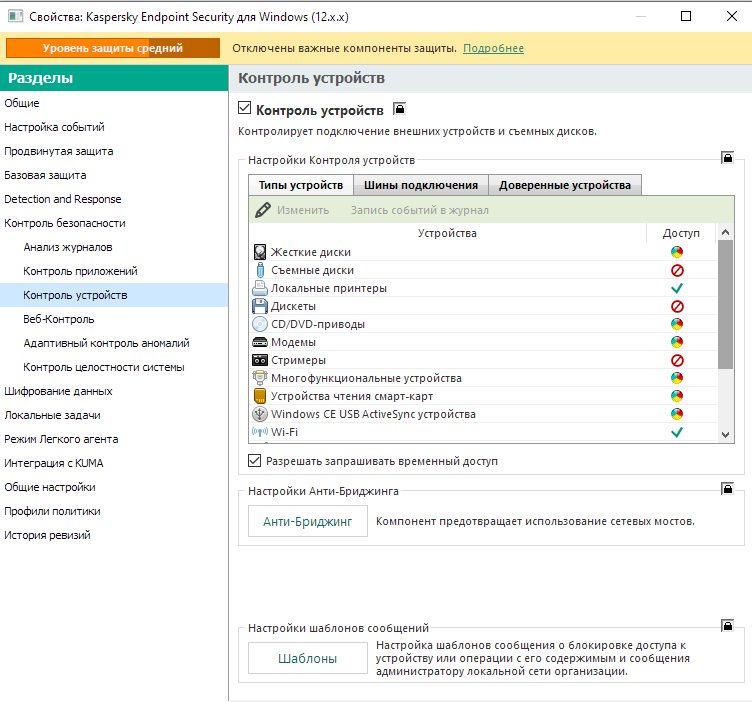 Свойства: Kaspersky Endpoint Security для Windows (12.x.x)
Уровень защиты средний
Отключены важные компоненты защиты. Подробнее
Разделы
Общие
Настройка событий
Продвинутая защита
Базовая защита
Detection and Response
Контроль безопасности
Анализ журналов
Контроль приложений
Контроль устройств
Веб-Контроль
Адаптивный контроль аномалий
Контроль целостности системы
Шифрование данных
Локальные задачи
Режим Легкого агента
Интеграция с KUMA
Общие настройки
Профили политики
История ревизий
Контроль устройств
Контроль устройств
Контролирует подключение внешних устройств и съемных дисков.
Настройки Контроля устройств
Типы устройств Шины подключения Доверенные устройства
Изменить Запись событий в журнал
Устройства Доступ
Жесткие диски
Съемные диски
Локальные принтеры
Дискеты
CD/DVD-приводы
Модемы
Стримеры
Многофункциональные устройства
Устройства чтения смарт-карт
Windows CE USB ActiveSync устройства
Wi-Fi
Разрешать запрашивать временный доступ
Настройки Анти-Бриджинга
Анти-Бриджинг Компонент предотвращает использование сетевых мостов.
Настройки шаблонов сообщений
Шаблоны
Настройка шаблонов сообщения о блокировке доступа к
устройству или операции с его содержимым и сообщения
администратору локальной сети организации.